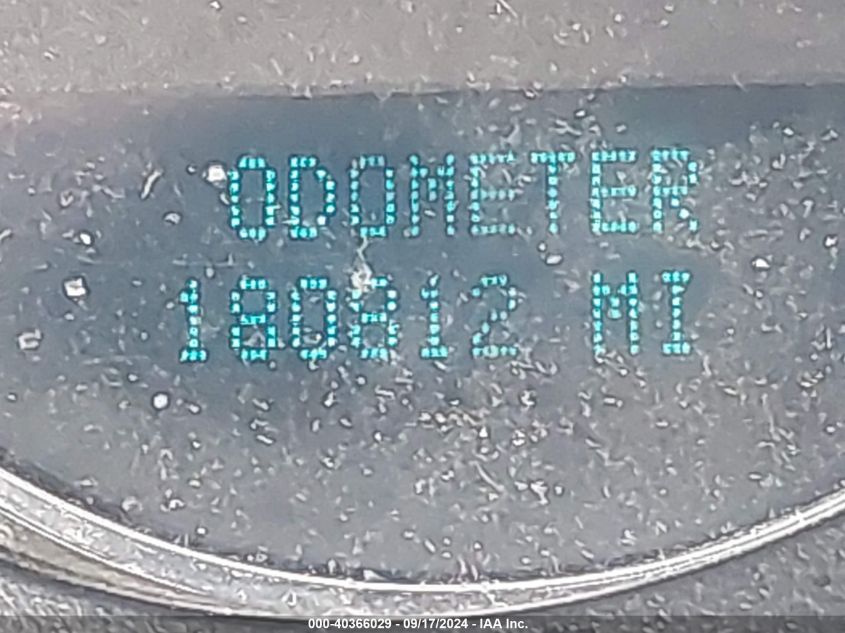 ODOMETER
180812 MI
000-40366029 - 09/17/2024 - IAA Inc.